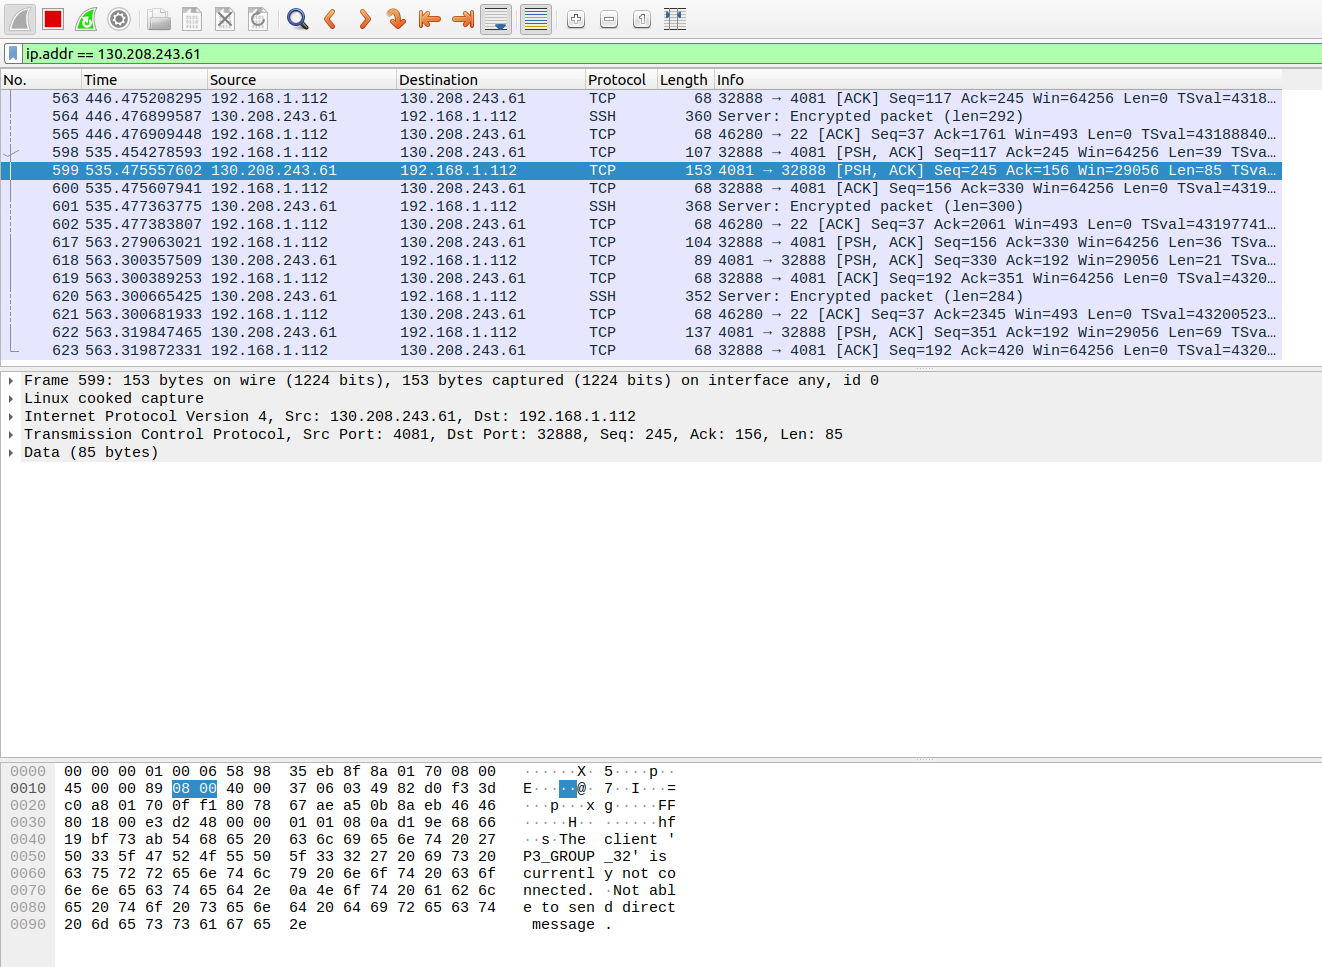 ip.addr == 130.208.243.61
No. Time Source Destination Protocol Length Info
563 446.475208295 192.168.1.112 130.208.243.61 TCP 68 32888 → 4081 [ACK] Seq=117 Ack=245 Win=64256 Len=0 TSval=4318…
564 446.476899587 130.208.243.61 192.168.1.112 SSH 360 Server: Encrypted packet (len=292)
565 446.476909448 192.168.1.112 130.208.243.61 TCP 68 46280 → 22 [ACK] Seq=37 Ack=1761 Win=493 Len=0 TSval=43188840…
598 535.454278593 192.168.1.112 130.208.243.61 TCP 107 32888 → 4081 [PSH, ACK] Seq=117 Ack=245 Win=64256 Len=39 TSva…
599 535.475557602 130.208.243.61 192.168.1.112 TCP 153 4081 → 32888 [PSH, ACK] Seq=245 Ack=156 Win=29056 Len=85 TSva…
600 535.475607941 192.168.1.112 130.208.243.61 TCP 68 32888 → 4081 [ACK] Seq=156 Ack=330 Win=64256 Len=0 TSval=4319…
601 535.477363775 130.208.243.61 192.168.1.112 SSH 368 Server: Encrypted packet (len=300)
602 535.477383807 192.168.1.112 130.208.243.61 TCP 68 46280 → 22 [ACK] Seq=37 Ack=2061 Win=493 Len=0 TSval=43197741…
617 563.279063021 192.168.1.112 130.208.243.61 TCP 104 32888 → 4081 [PSH, ACK] Seq=156 Ack=330 Win=64256 Len=36 TSva…
618 563.300357509 130.208.243.61 192.168.1.112 TCP 89 4081 → 32888 [PSH, ACK] Seq=330 Ack=192 Win=29056 Len=21 TSva…
619 563.300389253 192.168.1.112 130.208.243.61 TCP 68 32888 → 4081 [ACK] Seq=192 Ack=351 Win=64256 Len=0 TSval=4320…
620 563.300665425 130.208.243.61 192.168.1.112 SSH 352 Server: Encrypted packet (len=284)
621 563.300681933 192.168.1.112 130.208.243.61 TCP 68 46280 → 22 [ACK] Seq=37 Ack=2345 Win=493 Len=0 TSval=43200523…
622 563.319847465 130.208.243.61 192.168.1.112 TCP 137 4081 → 32888 [PSH, ACK] Seq=351 Ack=192 Win=29056 Len=69 TSva…
623 563.319872331 192.168.1.112 130.208.243.61 TCP 68 32888 → 4081 [ACK] Seq=192 Ack=420 Win=64256 Len=0 TSval=4320…
Frame 599: 153 bytes on wire (1224 bits), 153 bytes captured (1224 bits) on interface any, id 0
Linux cooked capture
Internet Protocol Version 4, Src: 130.208.243.61, Dst: 192.168.1.112
Transmission Control Protocol, Src Port: 4081, Dst Port: 32888, Seq: 245, Ack: 156, Len: 85
Data (85 bytes)
0000 00 00 00 01 00 06 58 98 35 eb 8f 8a 01 70 08 00 ······X· 5····p··
0010 45 00 00 89 08 00 40 00 37 06 03 49 82 d0 f3 3d E·····@· 7··I···=
0020 c0 a8 01 70 0f f1 80 78 67 ae a5 0b 8a eb 46 46 ···p···x g·····FF
0030 80 18 00 e3 d2 48 00 00 01 01 08 0a d1 9e 68 66 ·····H·· ······hf
0040 19 bf 73 ab 54 68 65 20 63 6c 69 65 6e 74 20 27 ··s·The client '
0050 50 33 5f 47 52 4f 55 50 5f 33 32 27 20 69 73 20 P3_GROUP _32' is
0060 63 75 72 72 65 6e 74 6c 79 20 6e 6f 74 20 63 6f currentl y not co
0070 6e 6e 65 63 74 65 64 2e 0a 4e 6f 74 20 61 62 6c nnected. ·Not abl
0080 65 20 74 6f 20 73 65 6e 64 20 64 69 72 65 63 74 e to sen d direct
0090 20 6d 65 73 73 61 67 65 2e message .